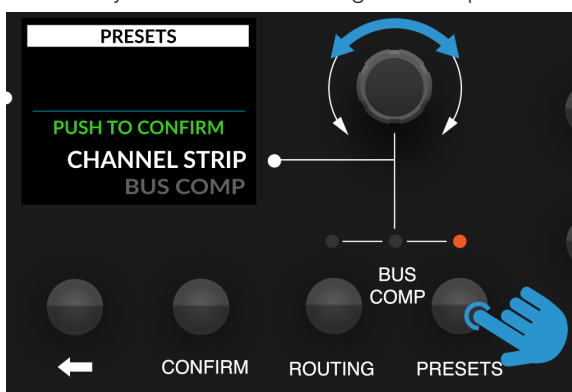 PRESETS
PUSH TO CONFIRM
CHANNEL STRIP
BUS COMP
BUS
COMP
CONFIRM
ROUTING
PRESETS